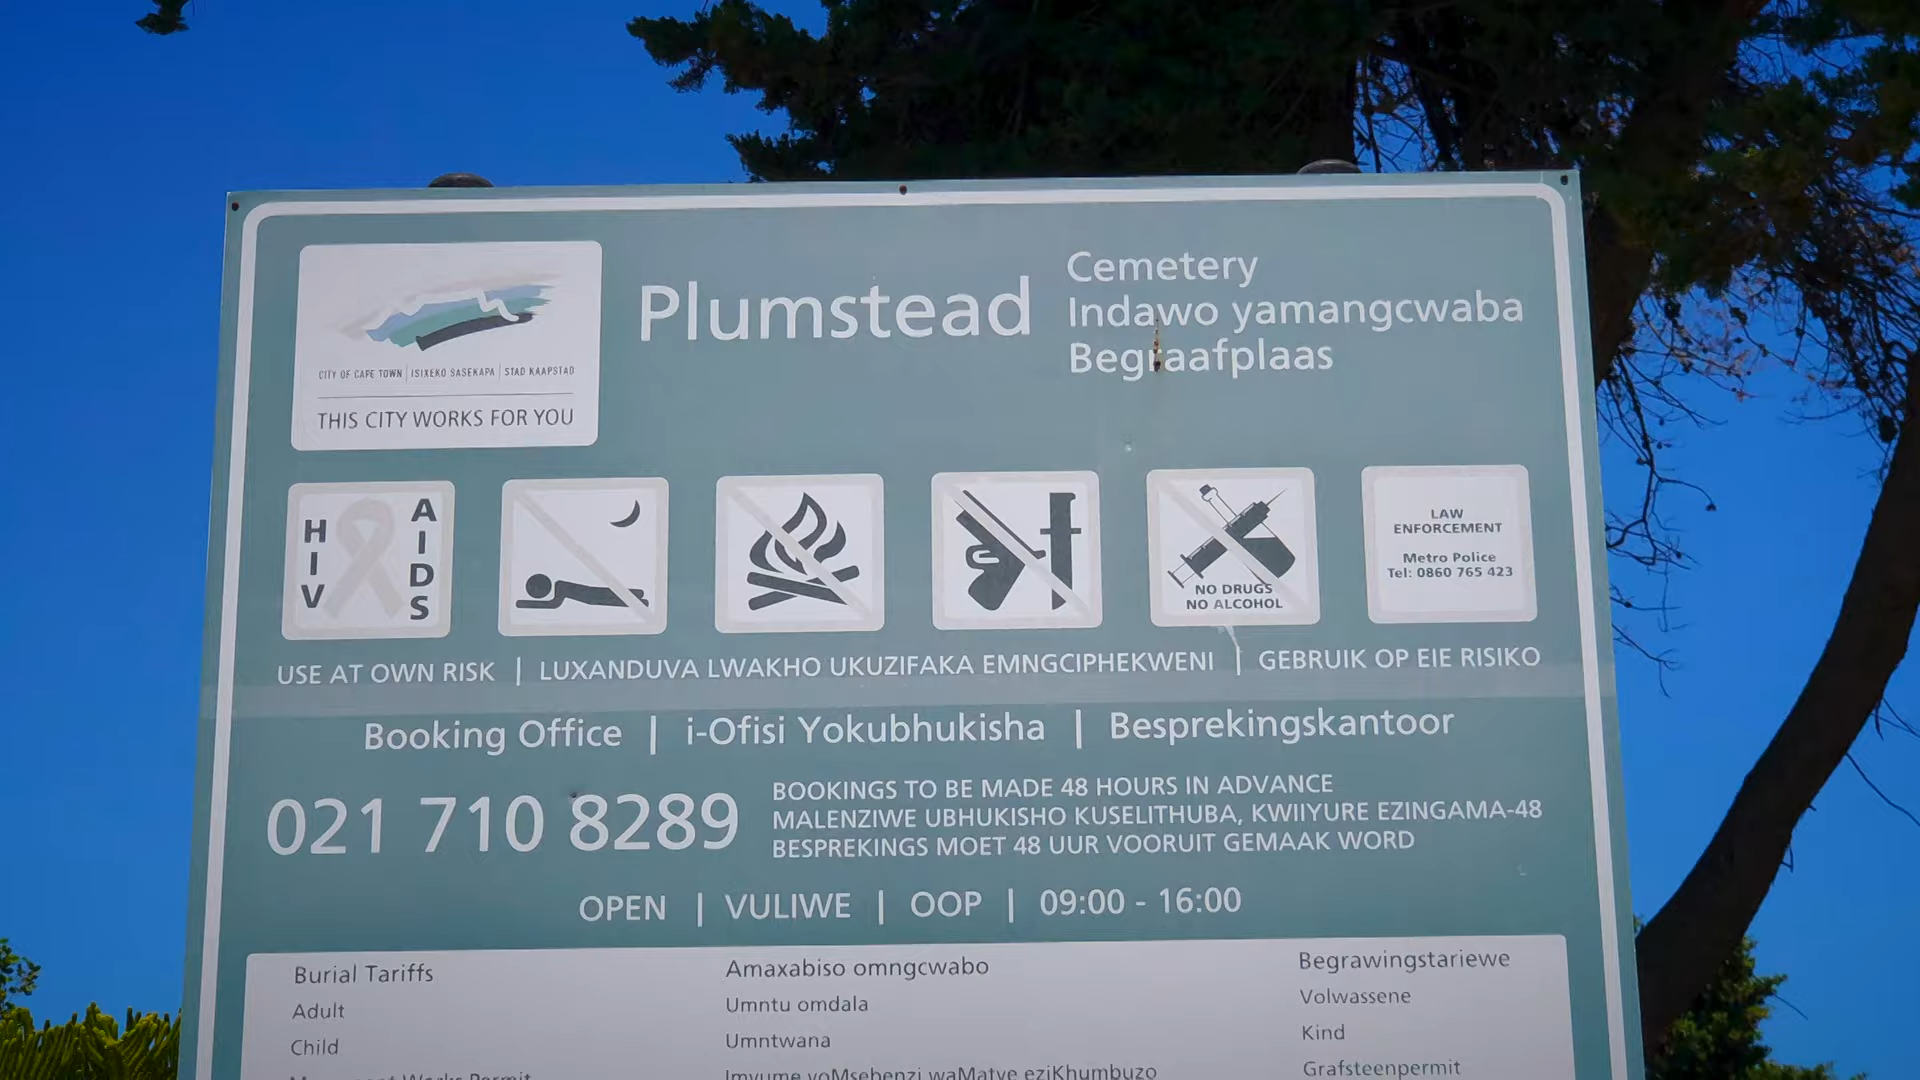 Plumstead
Cemetery
Indawo yamangcwaba
Begraafplaas
CITY OF CAPE TOWN | ISIXEKO SASEKAPA | STAD KAAPSTAD
THIS CITY WORKS FOR YOU
HIV
AIDS
NO DRUGS
NO ALCOHOL
LAW
ENFORCEMENT
Metro Police
Tel: 0860 765 423
USE AT OWN RISK | LUXANDUVA LWAKHO UKUZIFAKA EMNGCIPHEKWENI | GEBRUIK OP EIE RISIKO
Booking Office | i-Ofisi Yokubhukisha | Besprekingskantoor
021 710 8289
BOOKINGS TO BE MADE 48 HOURS IN ADVANCE
MALENZIWE UBHUKISHO KUSELITHUBA, KWIIYURE EZINGAMA-48
BESPREKINGS MOET 48 UUR VOORUIT GEMAAK WORD
OPEN | VULIWE | OOP | 09:00 - 16:00
Burial Tariffs Amaxabiso omngcwabo Begrawingstariewe
Adult Umntu omdala Volwassene
Child Umntwana Kind
Works Permit Imvume yoMsebenzi waMatye eziKhumbuzo Grafsteenpermit